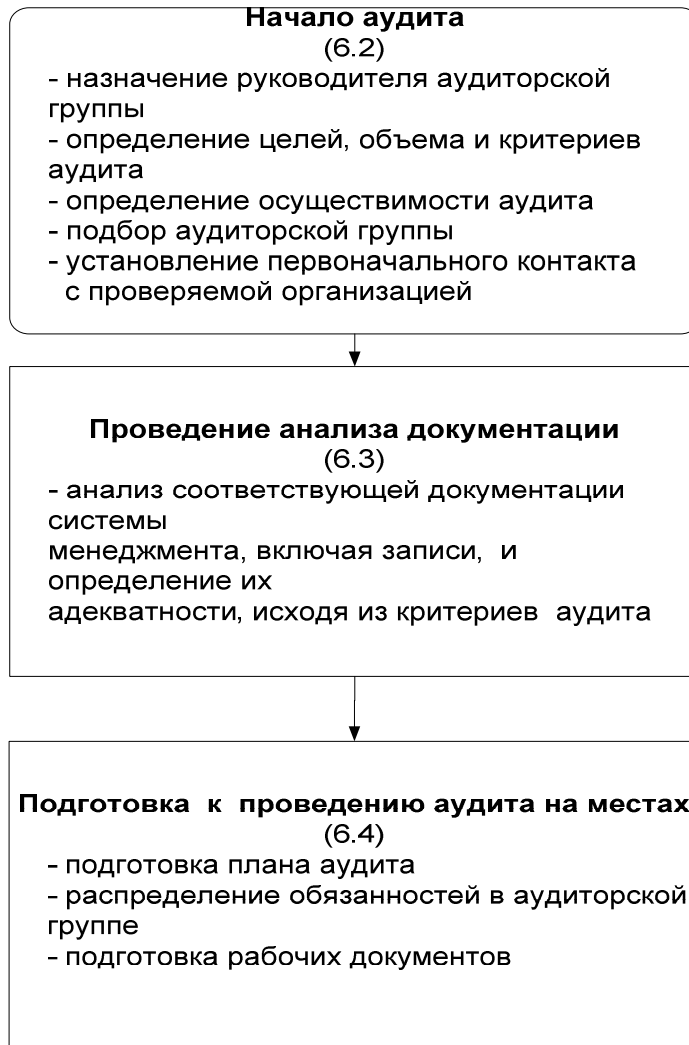 Начало аудита
(6.2)
- назначение руководителя аудиторской
группы
- определение целей, объема и критериев
аудита
- определение осуществимости аудита
- подбор аудиторской группы
- установление первоначального контакта
с проверяемой организацией
Проведение анализа документации
(6.3)
- анализ соответствующей документации
системы
менеджмента, включая записи, и
определение их
адекватности, исходя из критериев аудита
Подготовка к проведению аудита на местах
(6.4)
- подготовка плана аудита
- распределение обязанностей в аудиторской
группе
- подготовка рабочих документов